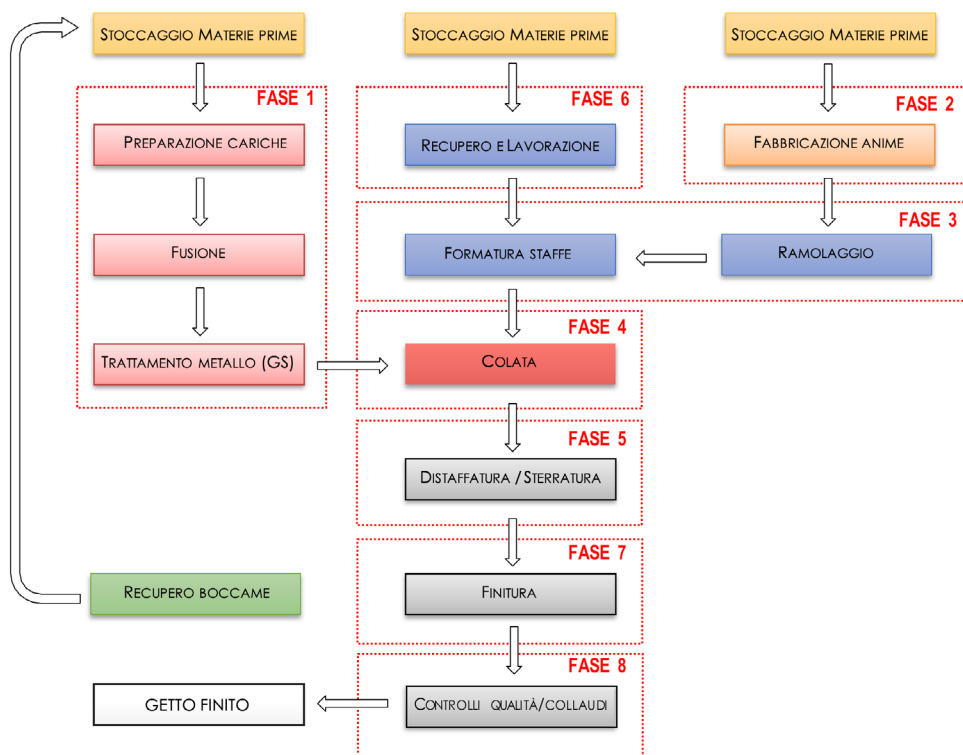 STOCCAGGIO MATERIE PRIME
STOCCAGGIO MATERIE PRIME
STOCCAGGIO MATERIE PRIME
FASE 1
FASE 6
FASE 2
PREPARAZIONE CARICHE
RECUPERO E LAVORAZIONE
FABBRICAZIONE ANIME
FASE 3
FUSIONE
FORMATURA STAFFE
RAMOLAGGIO
FASE 4
TRATTAMENTO METALLO (GS)
COLATA
FASE 5
DISTAFFATURA / STERRATURA
FASE 7
RECUPERO BOCCAME
FINITURA
FASE 8
GETTO FINITO
CONTROLLI QUALITÀ/COLLAUDI